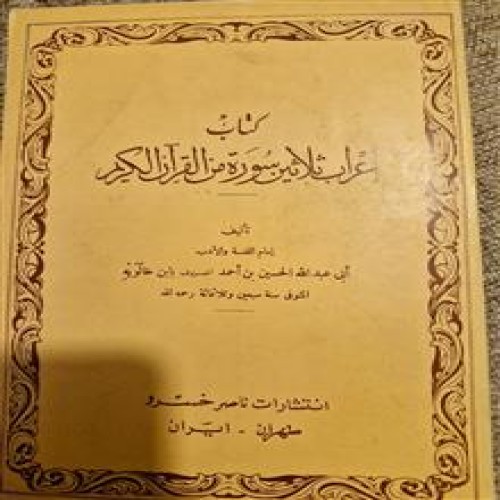 كتاب
إعراب ثلاثين سورة من القرآن الكريم
تأليف
إمام اللغة والأدب
أبي عبد الله الحسين بن أحمد المعروف بابن خالويه
المتوفى سنة سبعين وثلاثمائة رحمه الله
انتشارات ناصر خسرو
طهران - ايران